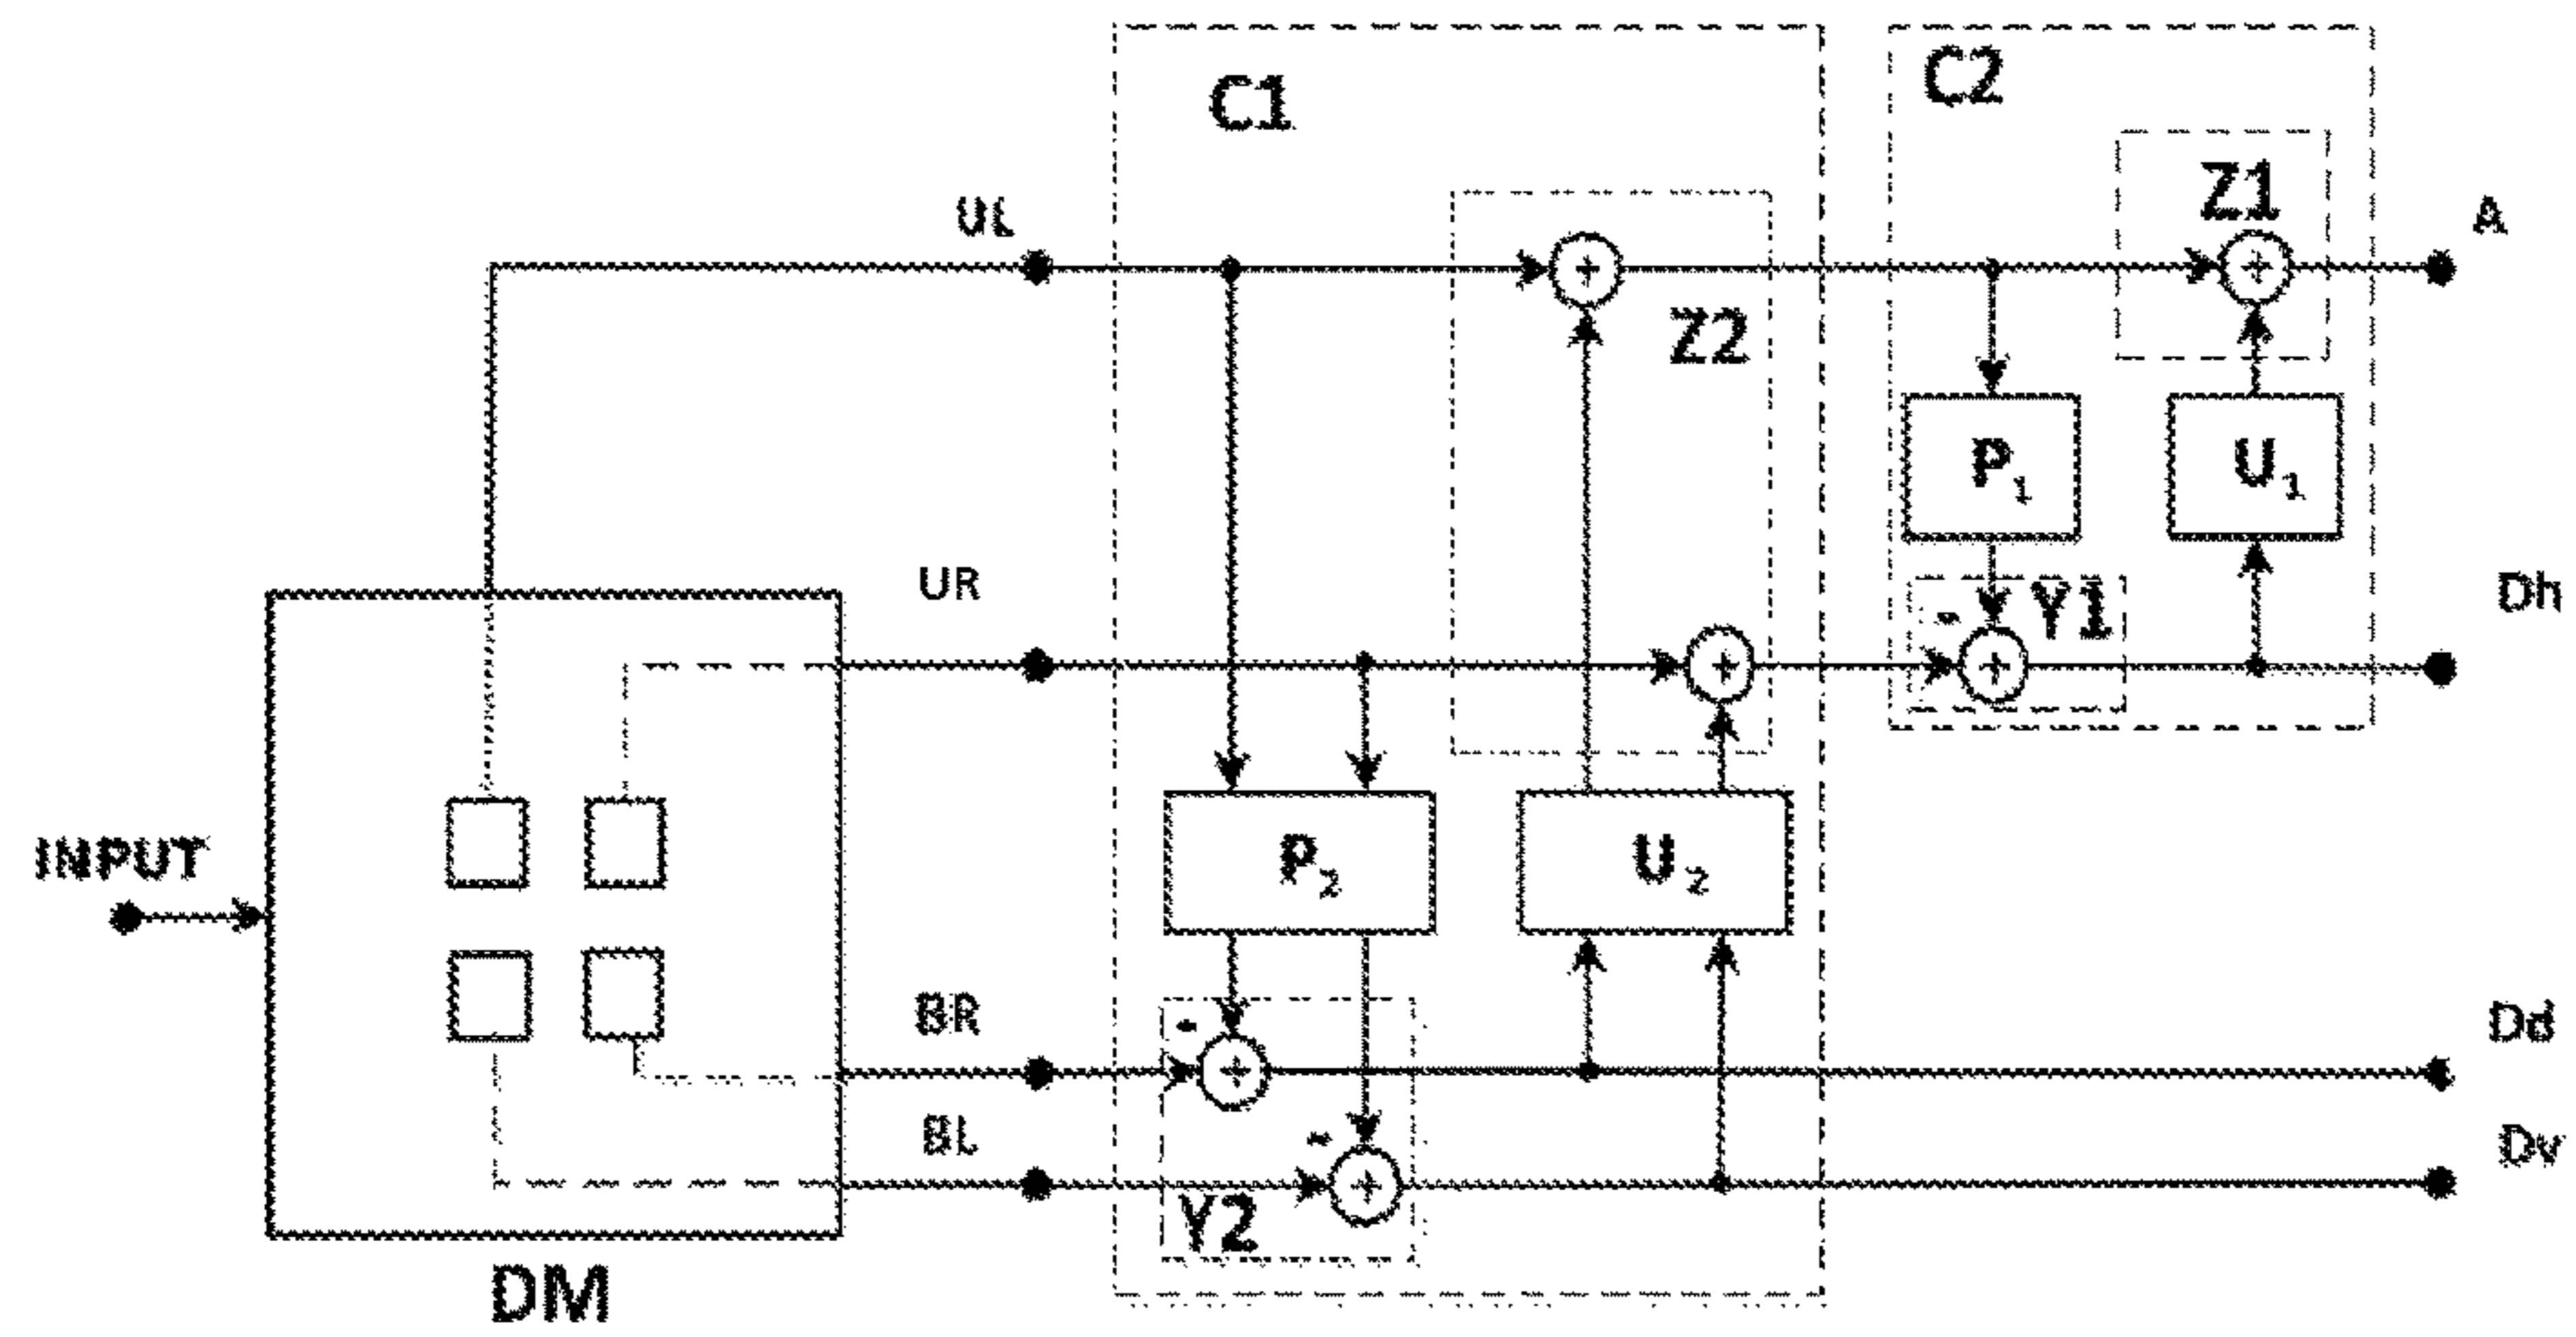 C1
C2
Z1
UL
A
Z2
P1
U1
UR
- Y1
Dh
+
INPUT
P2
U2
BR
-
Dd
BL
-
Dv
Y2
DM